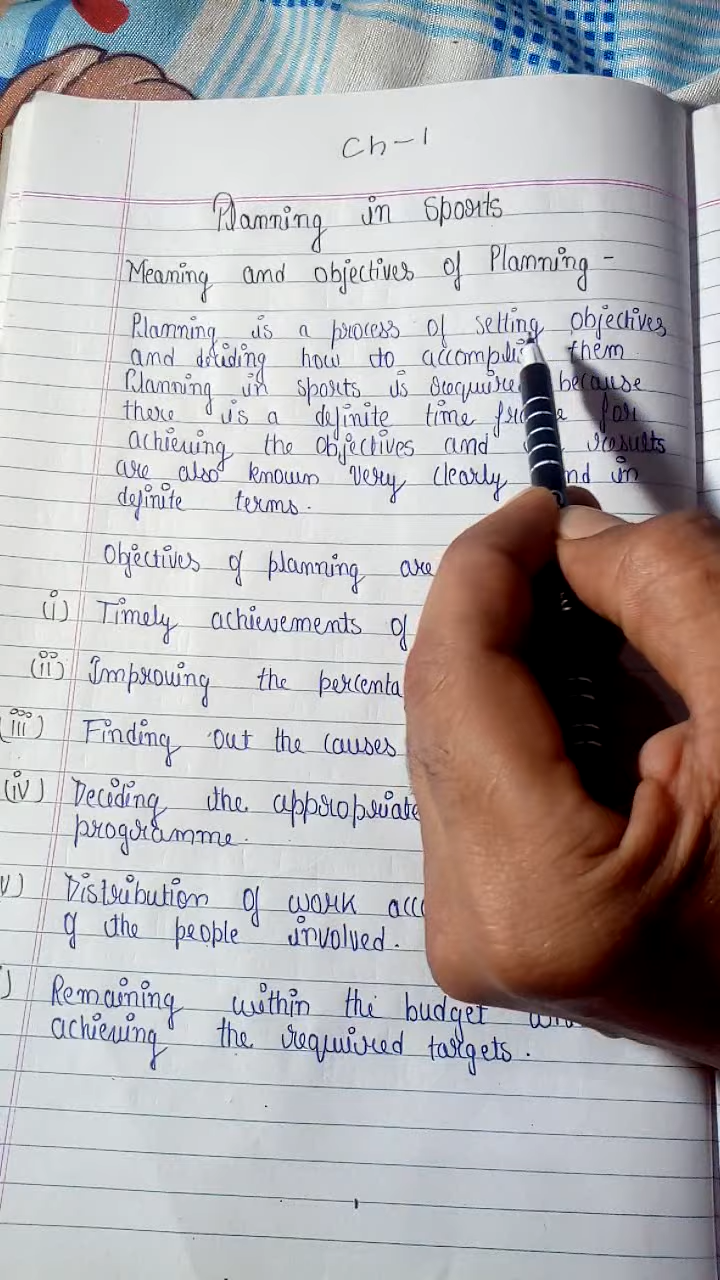 Ch-1
Planning in Sports
Meaning and objectives of Planning -
Planning is a process of setting objectives
and deciding how to accomplish them
Planning in sports is required because
there is a definite time frame for
achieving the objectives and results
are also known very clearly and in
definite terms.
Objectives of planning are
(i) Timely achievements of
(ii) Improving the
(iii) Finding out the causes
(iv) Deciding the appropriate
programme.
v) Distribution of work
of the people involved.
) Remaining within the budget
achieving the required targets.